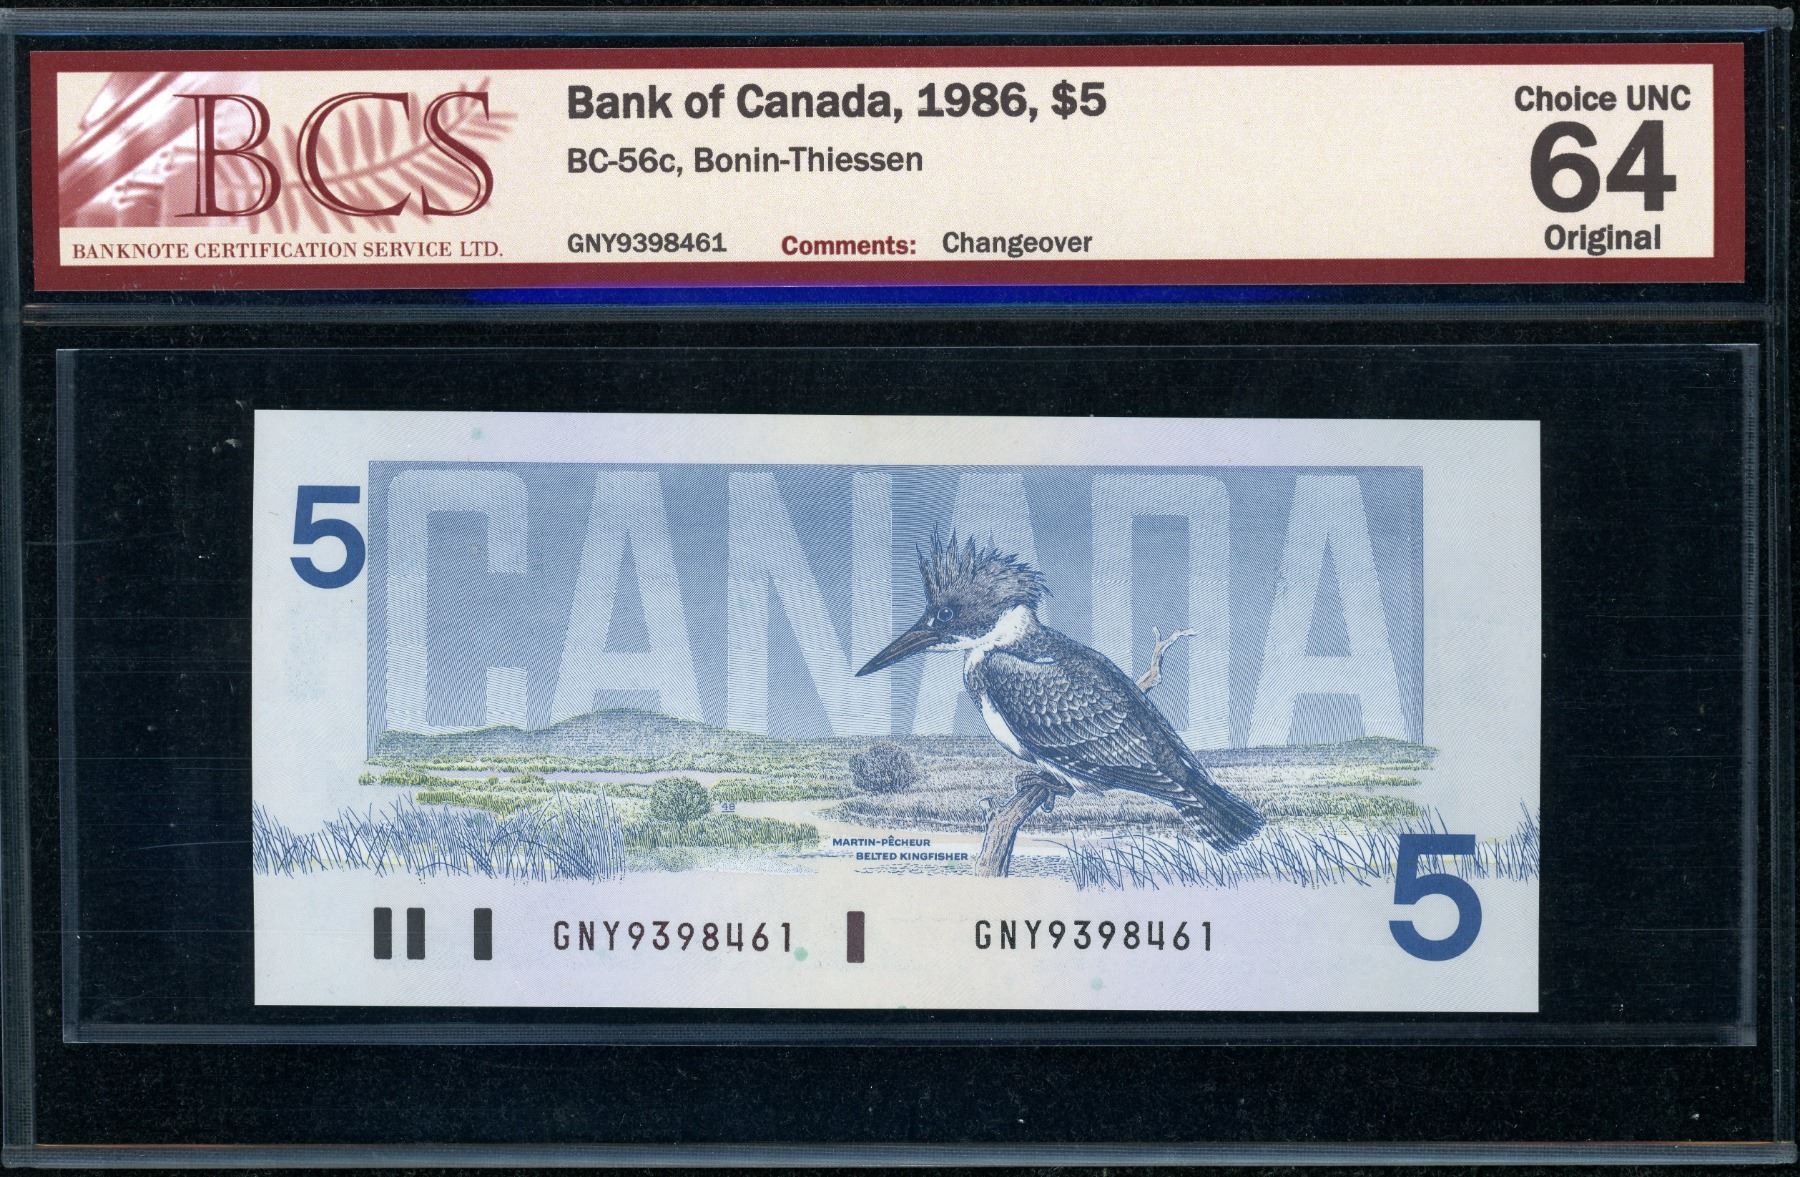 BCS
BANKNOTE CERTIFICATION SERVICE LTD.
Bank of Canada, 1986, $5
BC-56c, Bonin-Thiessen
GNY9398461 Comments: Changeover
Choice UNC
64
Original
5
CANADA
48
MARTIN-PÊCHEUR
BELTED KINGFISHER
GNY9398461 GNY9398461
5